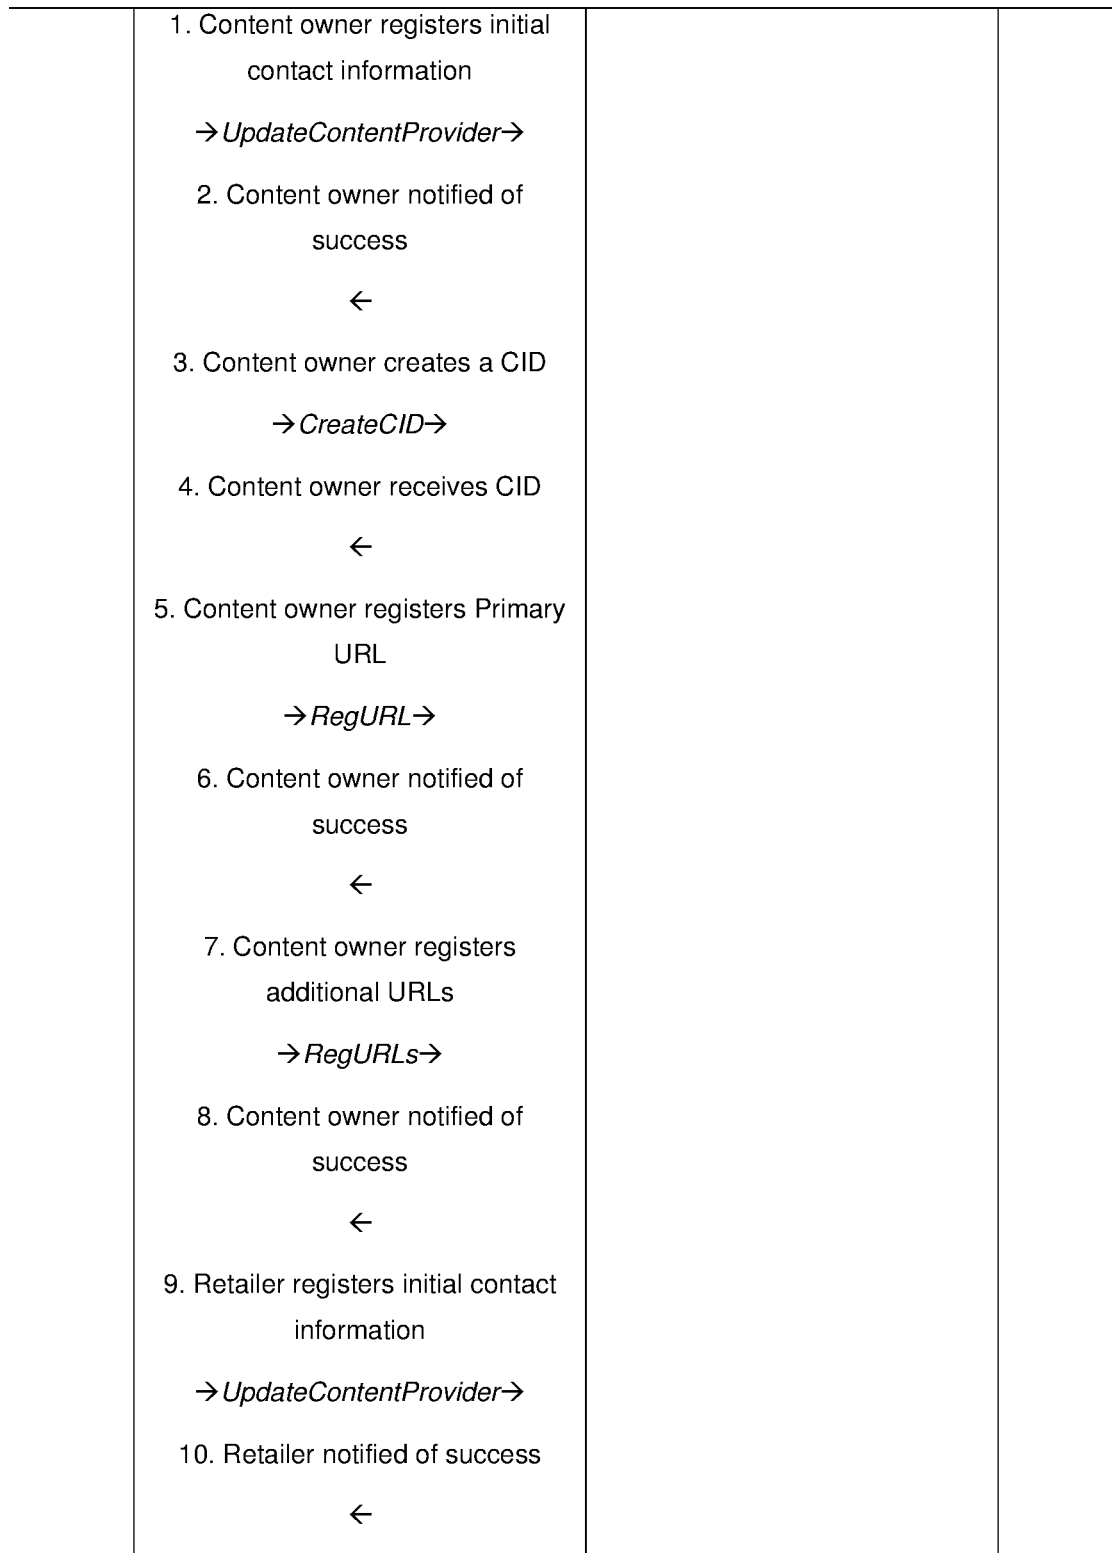 1. Content owner registers initial
contact information
→UpdateContentProvider→
2. Content owner notified of
success
←
3. Content owner creates a CID
→CreateCID→
4. Content owner receives CID
←
5. Content owner registers Primary
URL
→RegURL→
6. Content owner notified of
success
←
7. Content owner registers
additional URLs
→RegURLs→
8. Content owner notified of
success
←
9. Retailer registers initial contact
information
→UpdateContentProvider→
10. Retailer notified of success
←